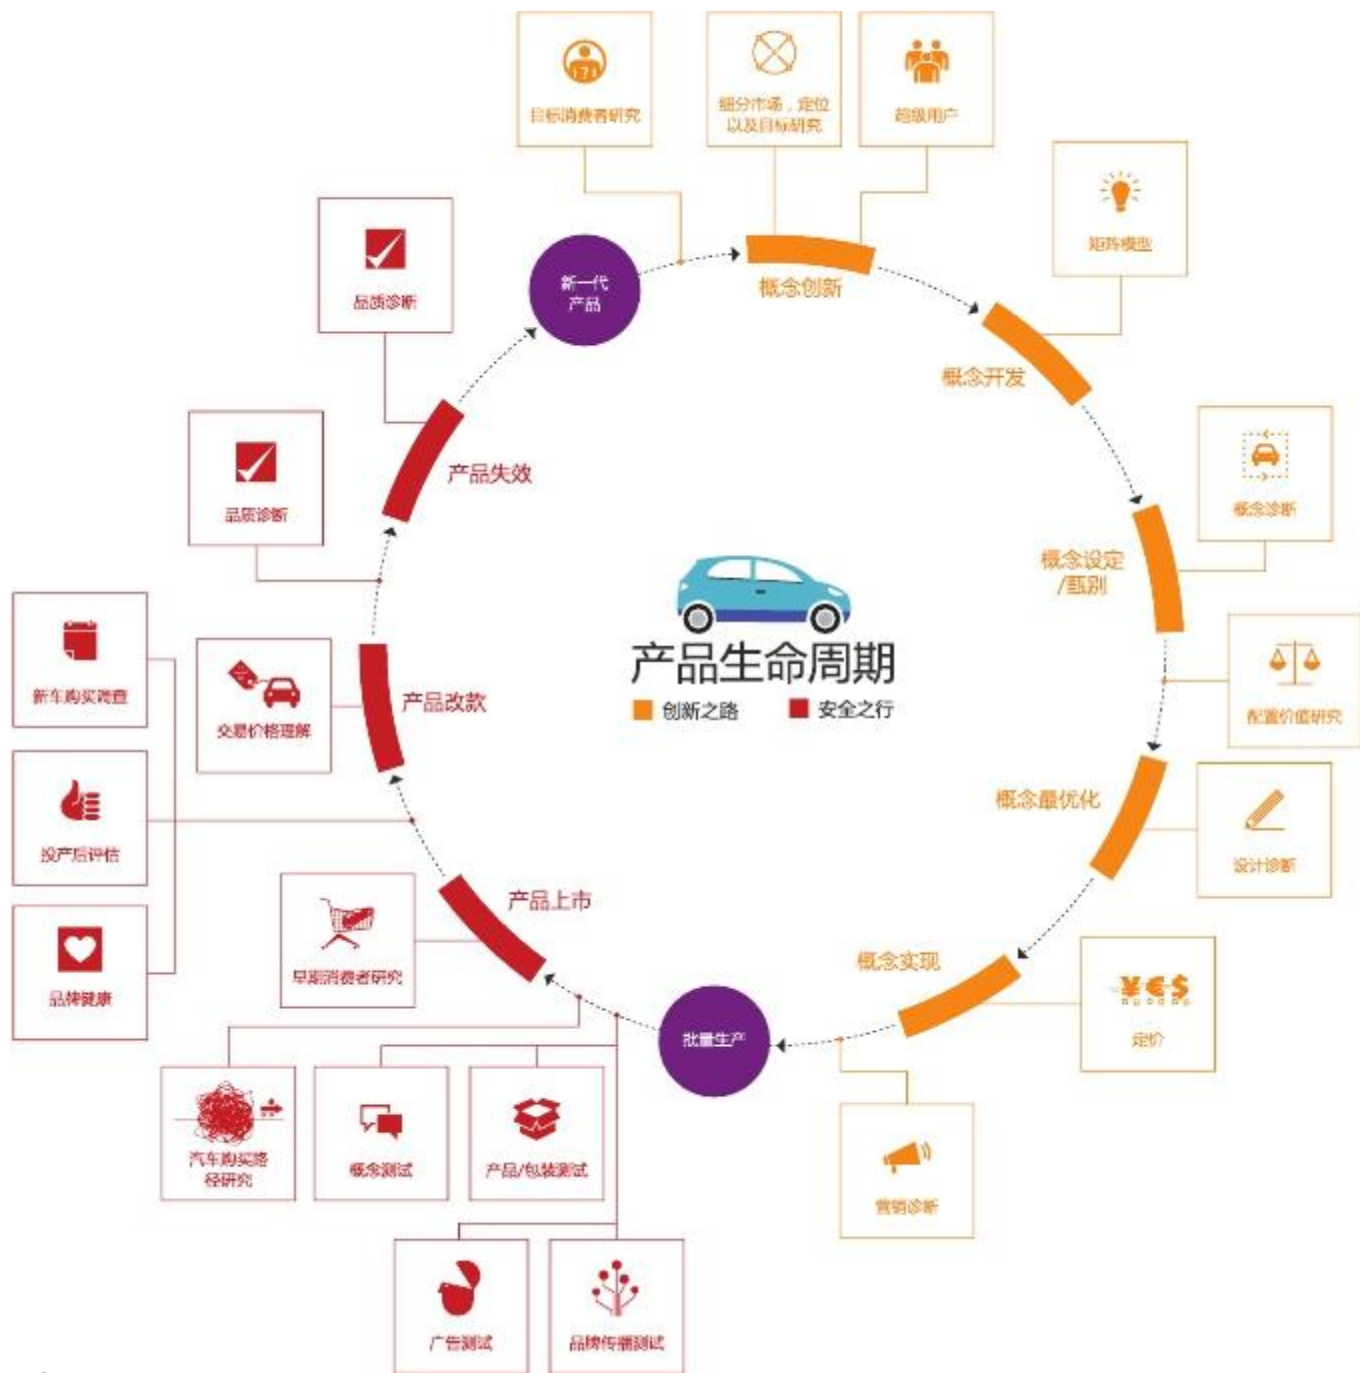 目标消费者研究
细分市场，定位
以及目标研究
超级用户
矩阵模型
品质诊断
新一代
产品
概念创新
概念开发
概念诊断
品质诊断
产品失效
概念设定
/甄别
配置价值研究
新车购买调查
交易价格理解
产品改款
产品生命周期
创新之路
安全之行
概念最优化
设计诊断
投产后评估
产品上市
早期消费者研究
品牌健康
概念实现
¥€$
定价
批量生产
汽车购买路
径研究
概念测试
产品/包装测试
营销诊断
广告测试
品牌传播测试